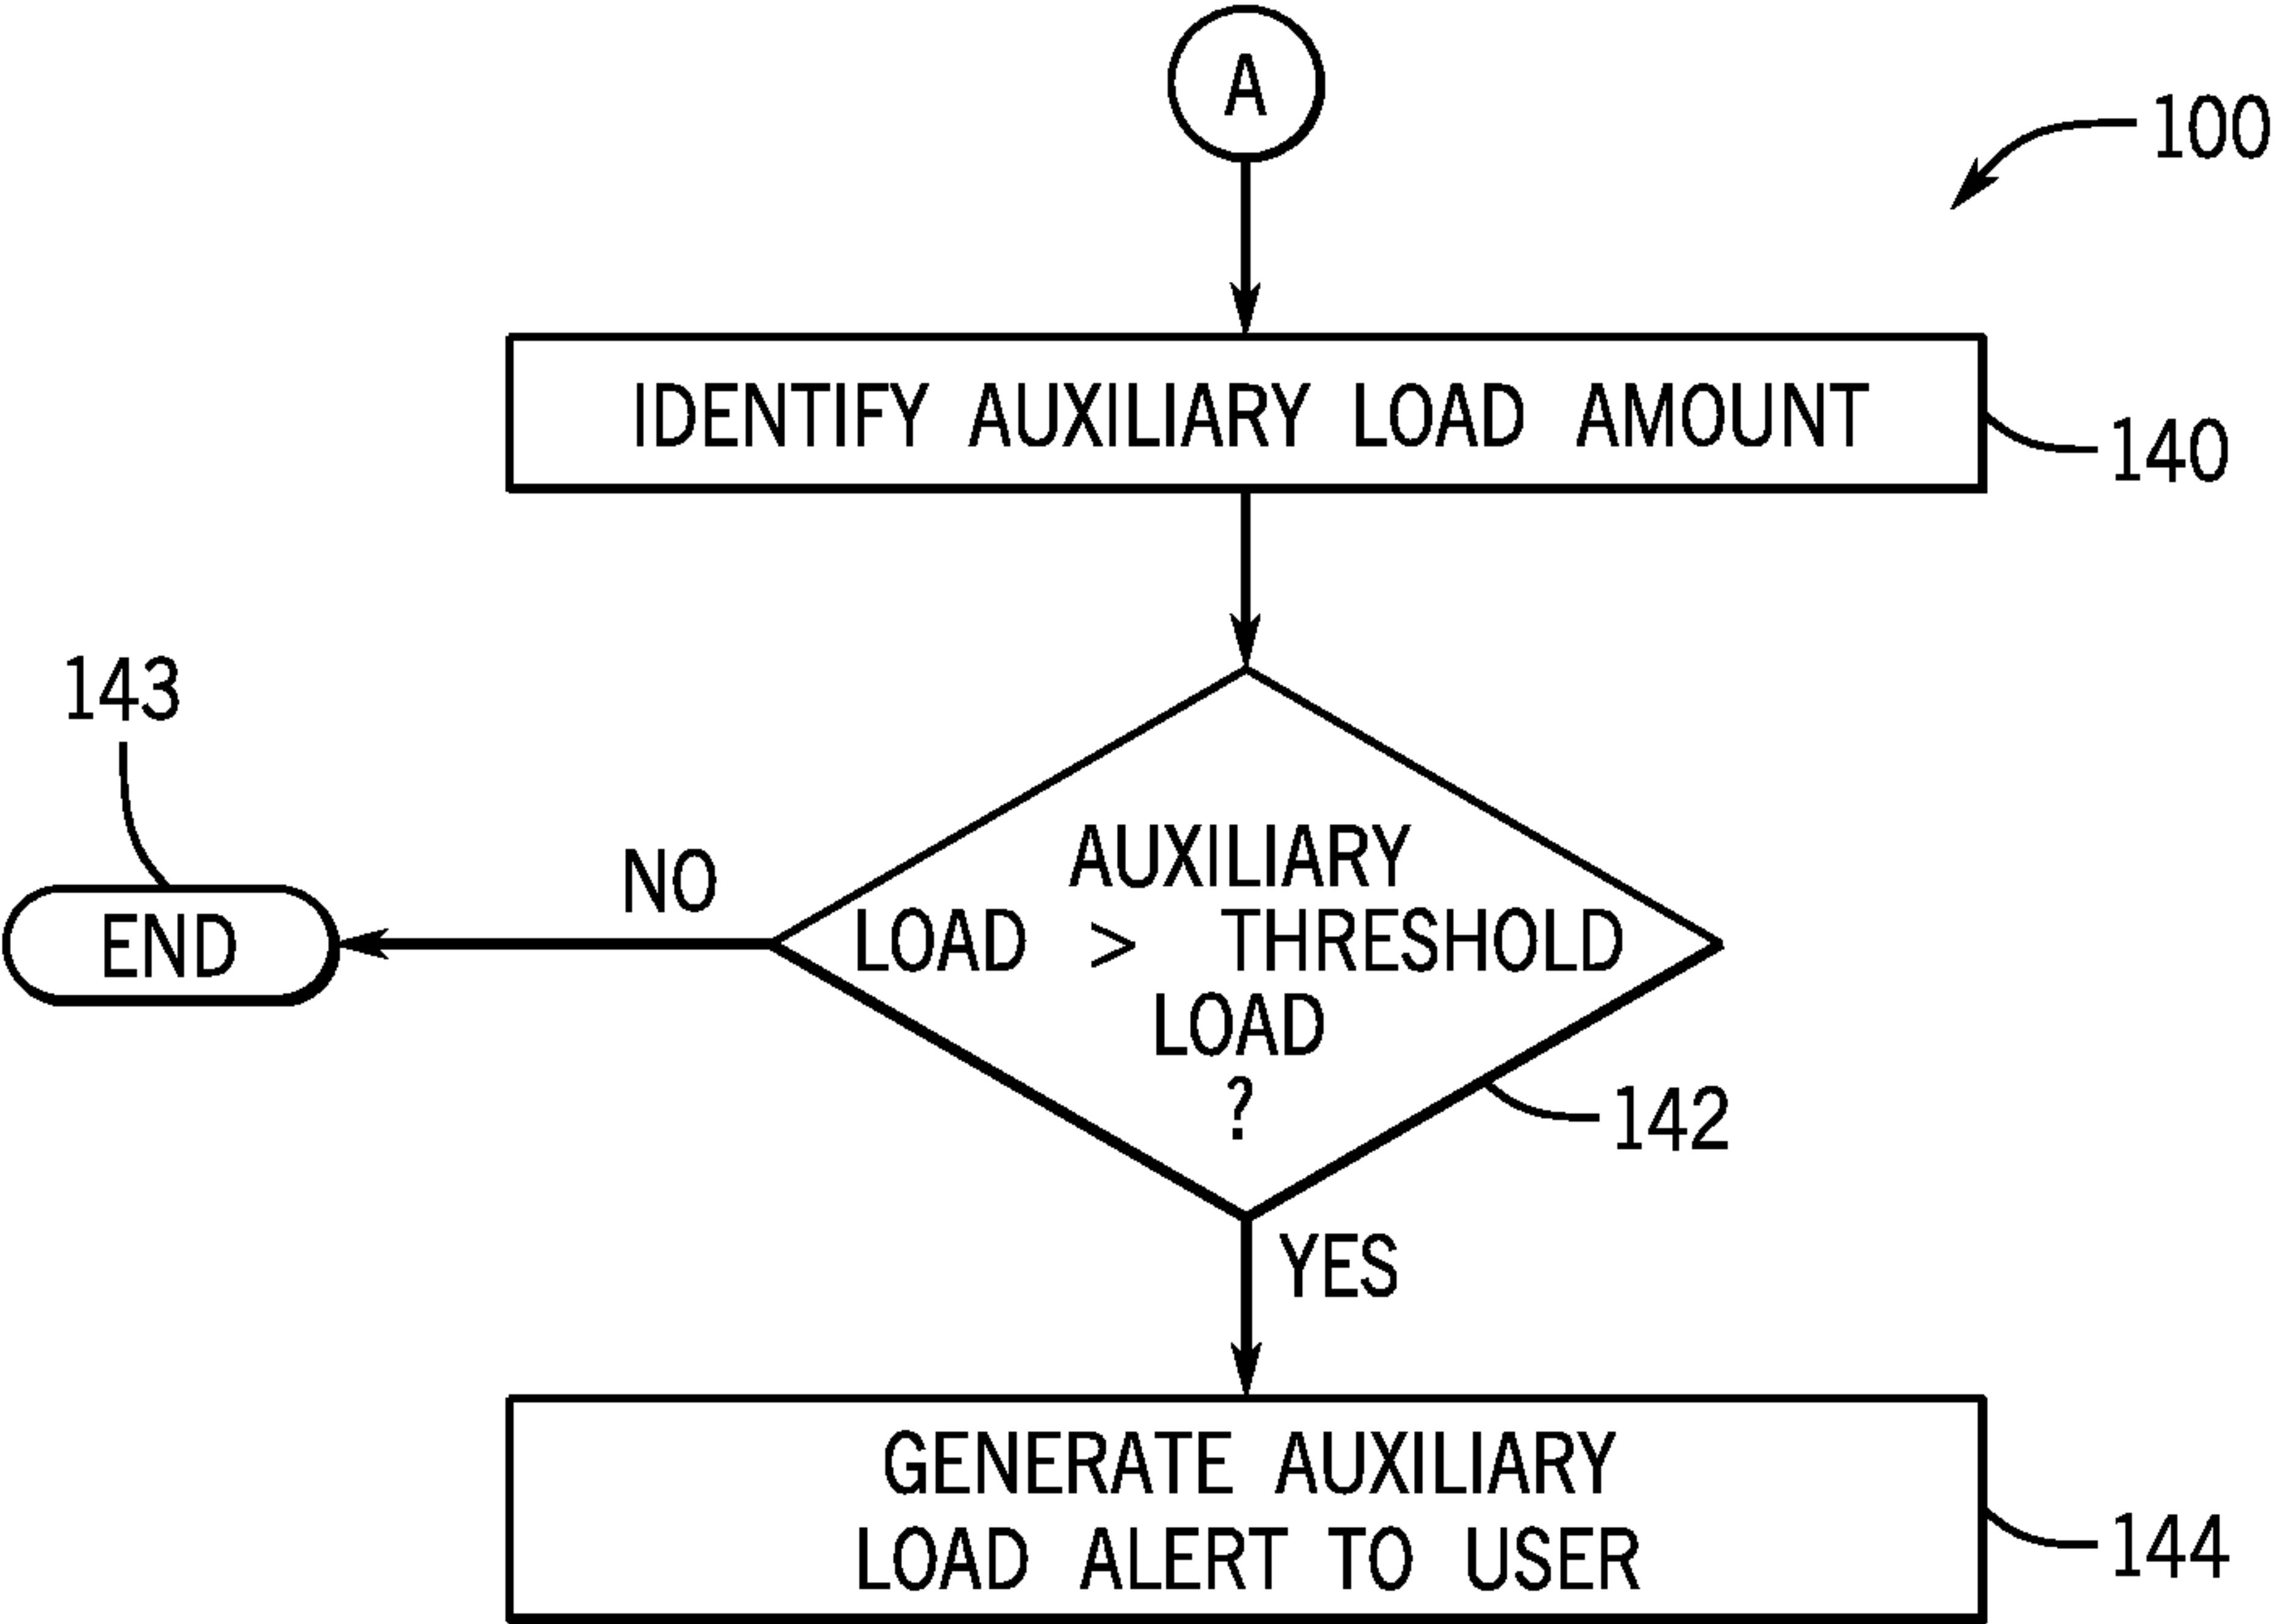 A
100
IDENTIFY AUXILIARY LOAD AMOUNT
140
143
NO
END
AUXILIARY
LOAD > THRESHOLD
LOAD
?
142
YES
GENERATE AUXILIARY
LOAD ALERT TO USER
144